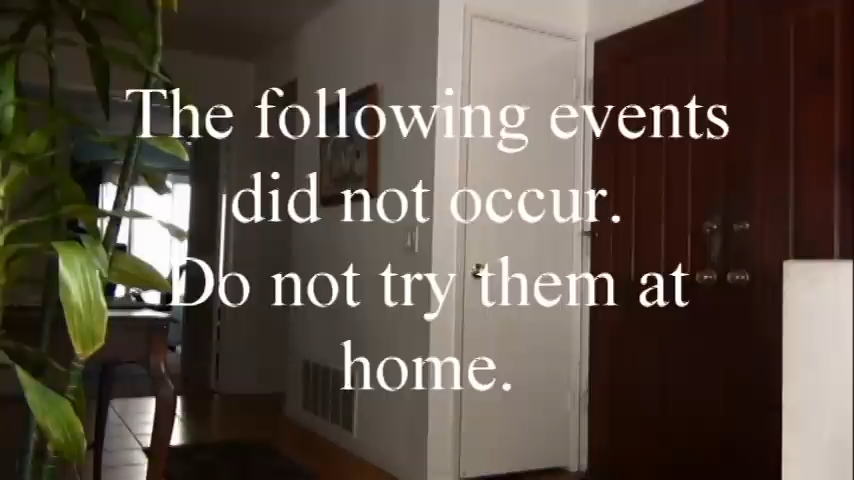 The following events
did not occur.
Do not try them at
home.